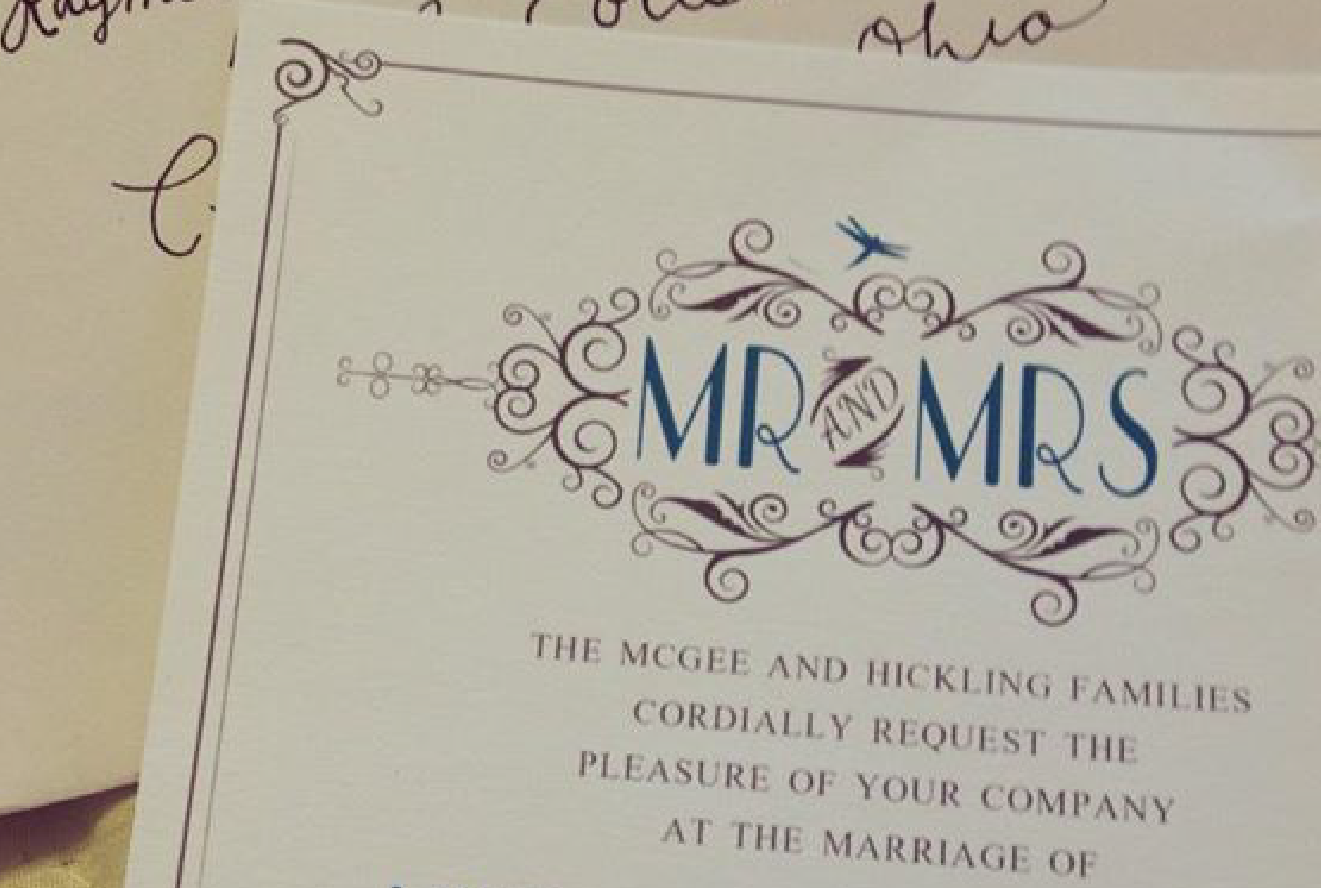 MR AND MRS
THE MCGEE AND HICKLING FAMILIES
CORDIALLY REQUEST THE
PLEASURE OF YOUR COMPANY
AT THE MARRIAGE OF